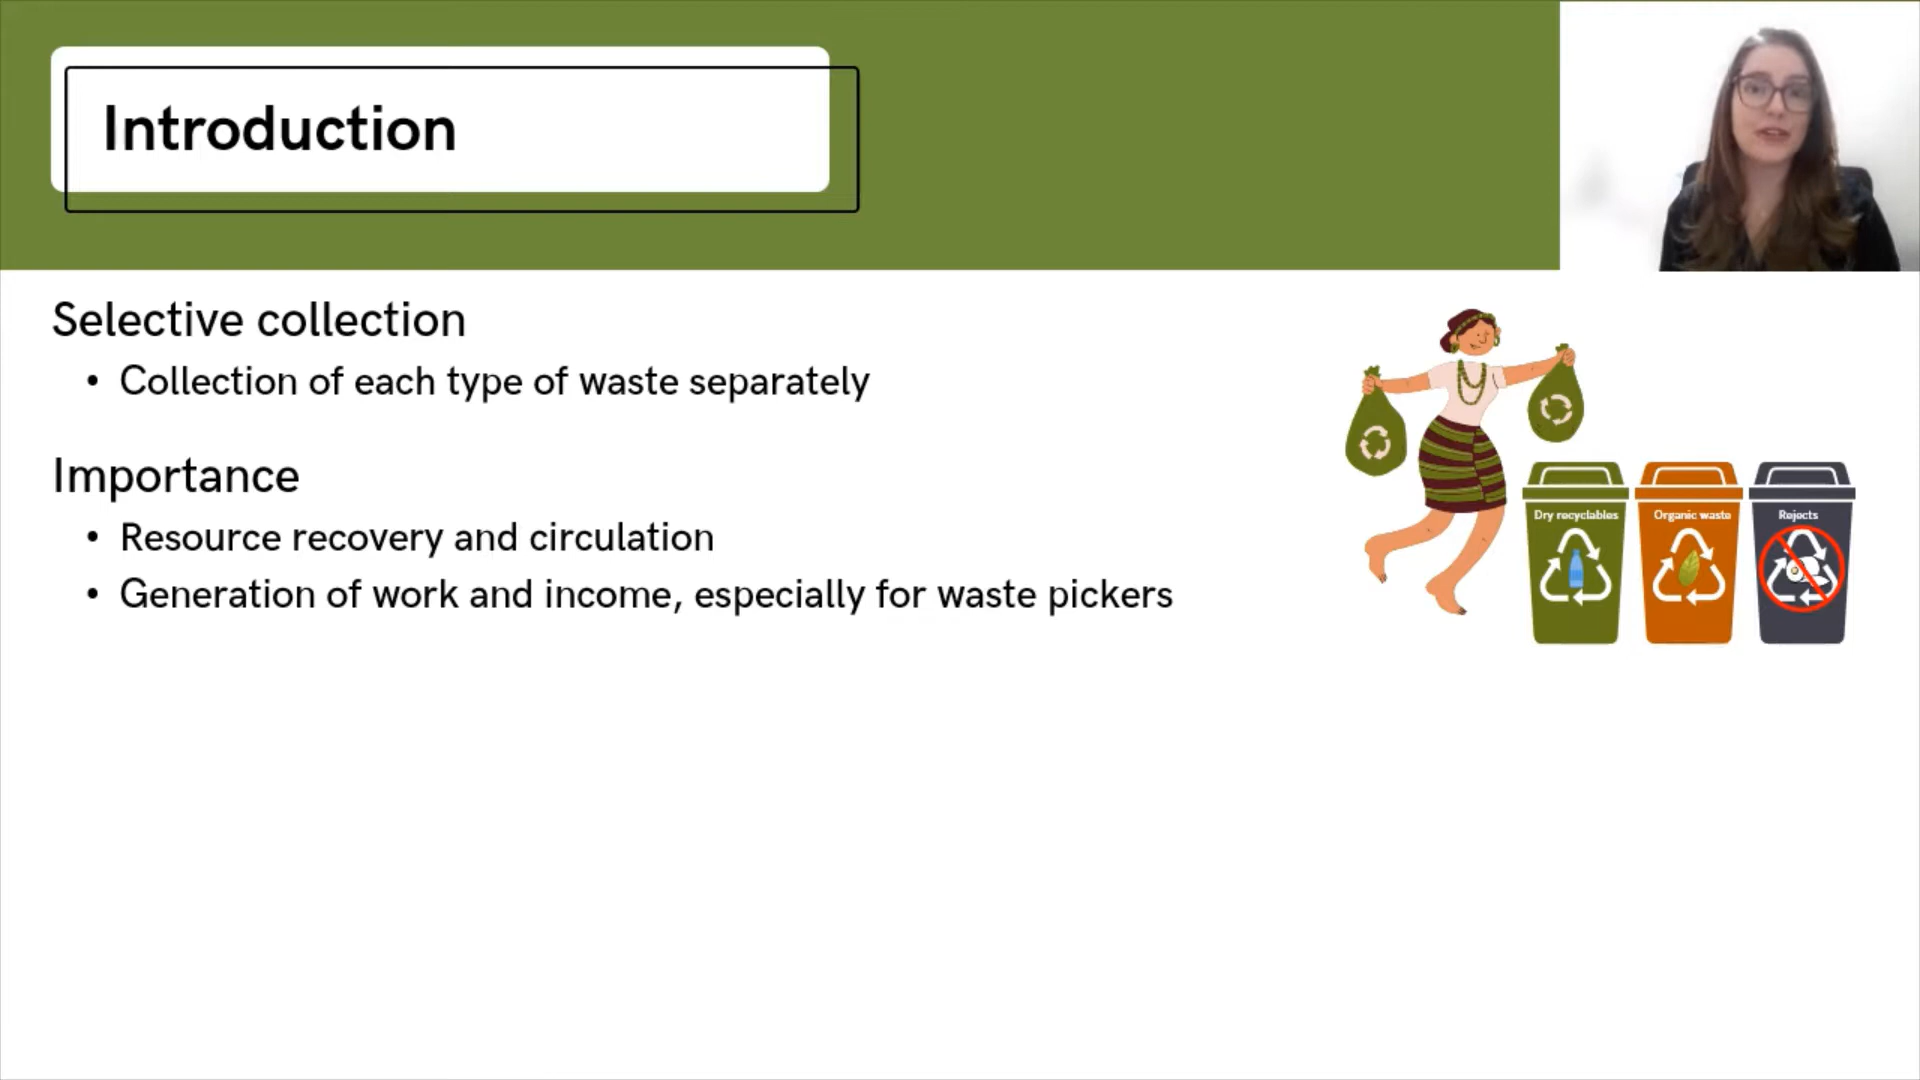 Introduction
Selective collection
• Collection of each type of waste separately
Importance
• Resource recovery and circulation
• Generation of work and income, especially for waste pickers
Dry recyclables
Organic waste
Rejects